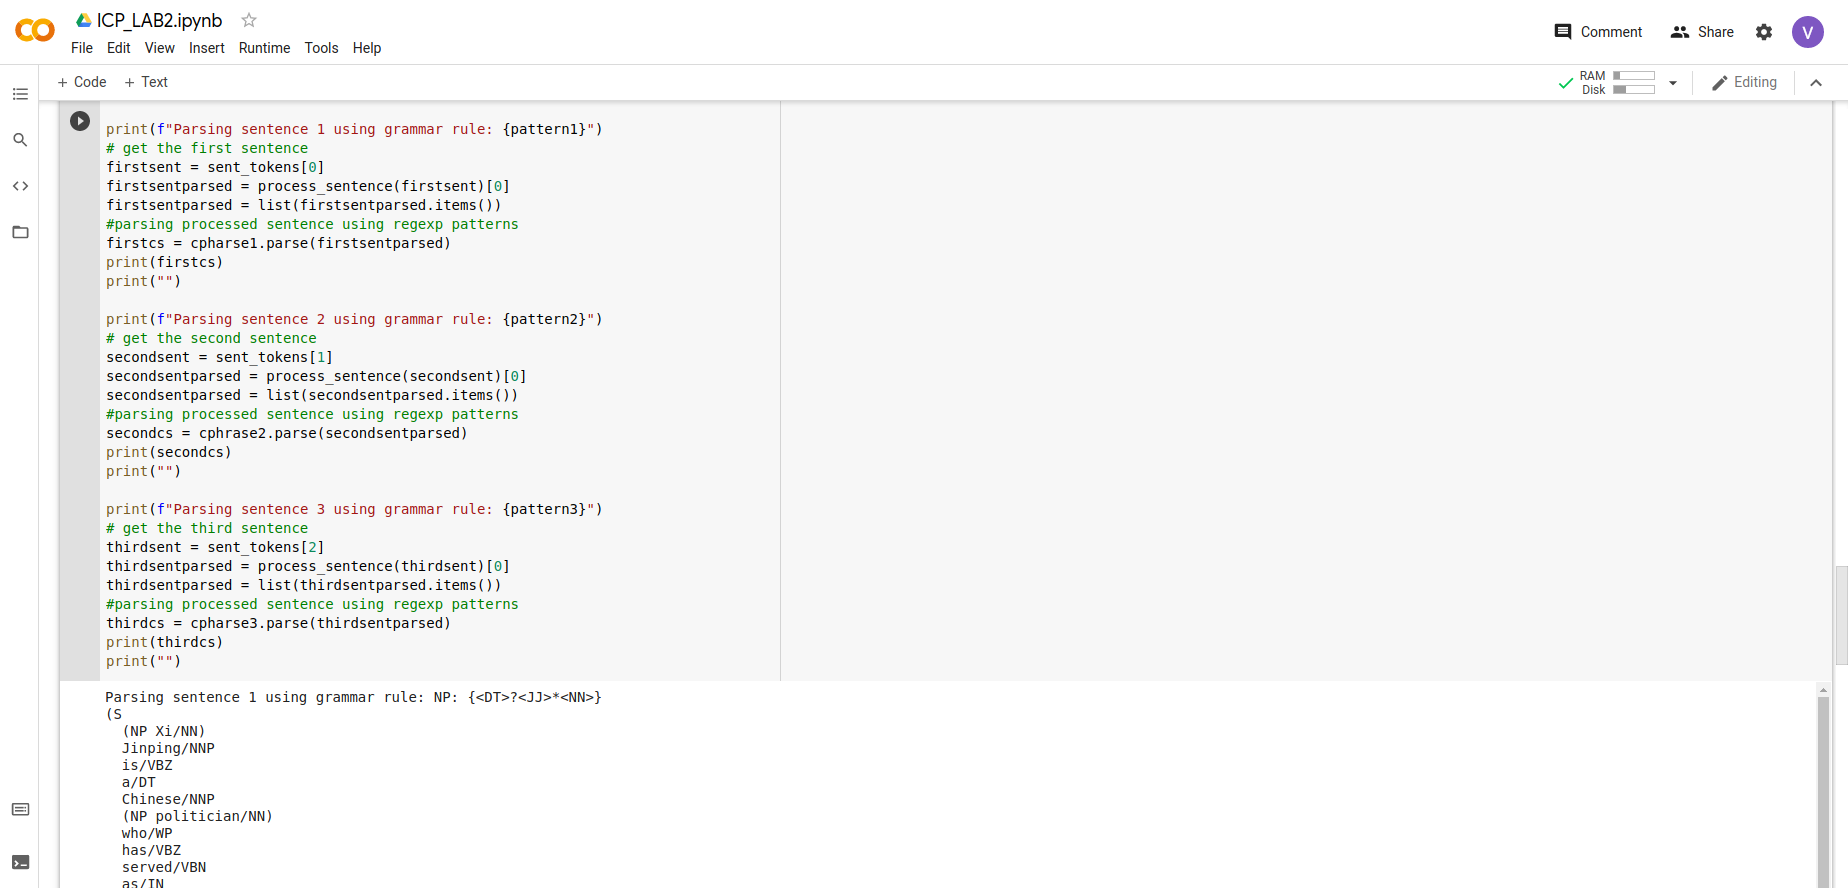 ICP_LAB2.ipynb
File Edit View Insert Runtime Tools Help
Comment Share V
+ Code + Text
RAM
Disk
Editing
print(f"Parsing sentence 1 using grammar rule: {pattern1}")
# get the first sentence
firstsent = sent_tokens[0]
firstsentparsed = process_sentence(firstsent)[0]
firstsentparsed = list(firstsentparsed.items())
#parsing processed sentence using regexp patterns
firstcs = cpharse1.parse(firstsentparsed)
print(firstcs)
print("")
print(f"Parsing sentence 2 using grammar rule: {pattern2}")
# get the second sentence
secondsent = sent_tokens[1]
secondsentparsed = process_sentence(secondsent)[0]
secondsentparsed = list(secondsentparsed.items())
#parsing processed sentence using regexp patterns
secondcs = cphrase2.parse(secondsentparsed)
print(secondcs)
print("")
print(f"Parsing sentence 3 using grammar rule: {pattern3}")
# get the third sentence
thirdsent = sent_tokens[2]
thirdsentparsed = process_sentence(thirdsent)[0]
thirdsentparsed = list(thirdsentparsed.items())
#parsing processed sentence using regexp patterns
thirdcs = cpharse3.parse(thirdsentparsed)
print(thirdcs)
print("")
Parsing sentence 1 using grammar rule: NP: {<DT>?<JJ>*<NN>}
(S
(NP Xi/NN)
Jinping/NNP
is/VBZ
a/DT
Chinese/NNP
(NP politician/NN)
who/WP
has/VBZ
served/VBN
as/IN